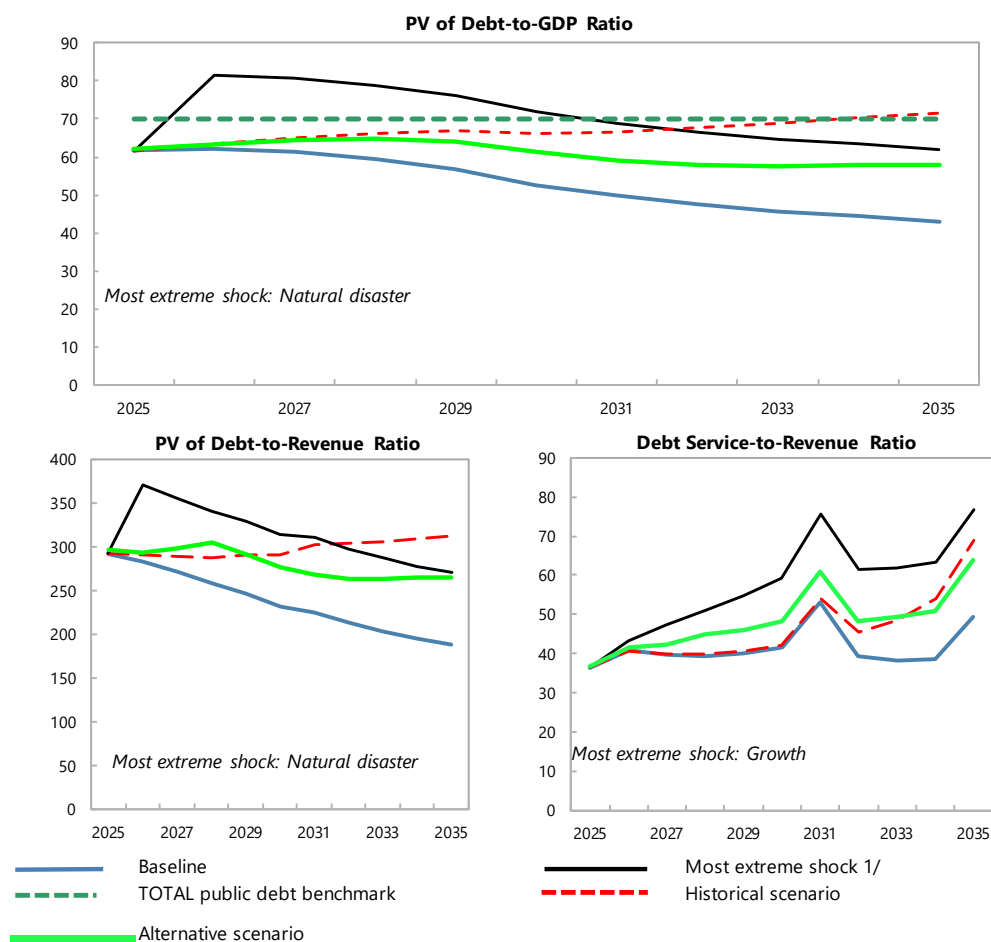 PV of Debt-to-GDP Ratio
90
80
70
60
50
40
30
20
10
0
Most extreme shock: Natural disaster
2025 2027 2029 2031 2033 2035
PV of Debt-to-Revenue Ratio
400
350
300
250
200
150
100
50
0
Most extreme shock: Natural disaster
2025 2027 2029 2031 2033 2035
Debt Service-to-Revenue Ratio
90
80
70
60
50
40
30
20
10
0
Most extreme shock: Growth
2025 2027 2029 2031 2033 2035
Baseline
Most extreme shock 1/
TOTAL public debt benchmark
Historical scenario
Alternative scenario